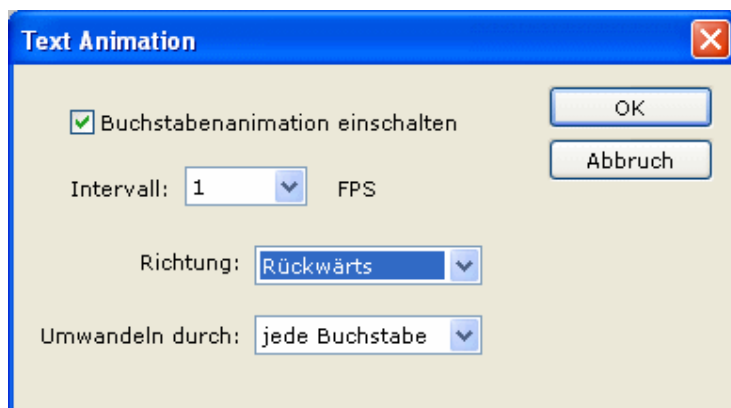 Text Animation
Buchstabenanimation einschalten
OK
Abbruch
Intervall: 1 FPS
Richtung: Rückwärts
Umwandeln durch: jede Buchstabe